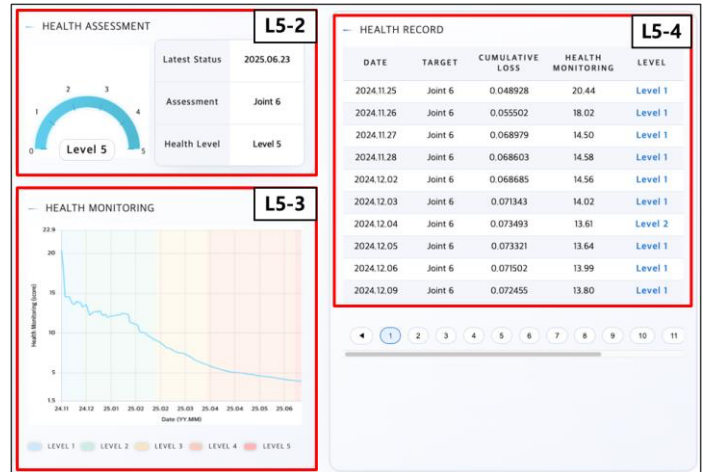 ← HEALTH ASSESSMENT
L5-2
0 1 2 3 4 5
Level 5
Latest Status 2025.06.23
Assessment Joint 6
Health Level Level 5
← HEALTH MONITORING
L5-3
Health Monitoring (score)
22.9
20
15
10
5
1.5
24.11 24.12 25.01 25.02 25.02 25.03 25.04 25.04 25.05 25.06
Date (YY.MM)
LEVEL 1 LEVEL 2 LEVEL 3 LEVEL 4 LEVEL 5
← HEALTH RECORD
L5-4
DATE TARGET CUMULATIVE LOSS HEALTH MONITORING LEVEL
2024.11.25 Joint 6 0.048928 20.44 Level 1
2024.11.26 Joint 6 0.055502 18.02 Level 1
2024.11.27 Joint 6 0.068979 14.50 Level 1
2024.11.28 Joint 6 0.068603 14.58 Level 1
2024.12.02 Joint 6 0.068685 14.56 Level 1
2024.12.03 Joint 6 0.071343 14.02 Level 1
2024.12.04 Joint 6 0.073493 13.61 Level 2
2024.12.05 Joint 6 0.073321 13.64 Level 1
2024.12.06 Joint 6 0.071502 13.99 Level 1
2024.12.09 Joint 6 0.072455 13.80 Level 1
◀ 1 2 3 4 5 6 7 8 9 10 11